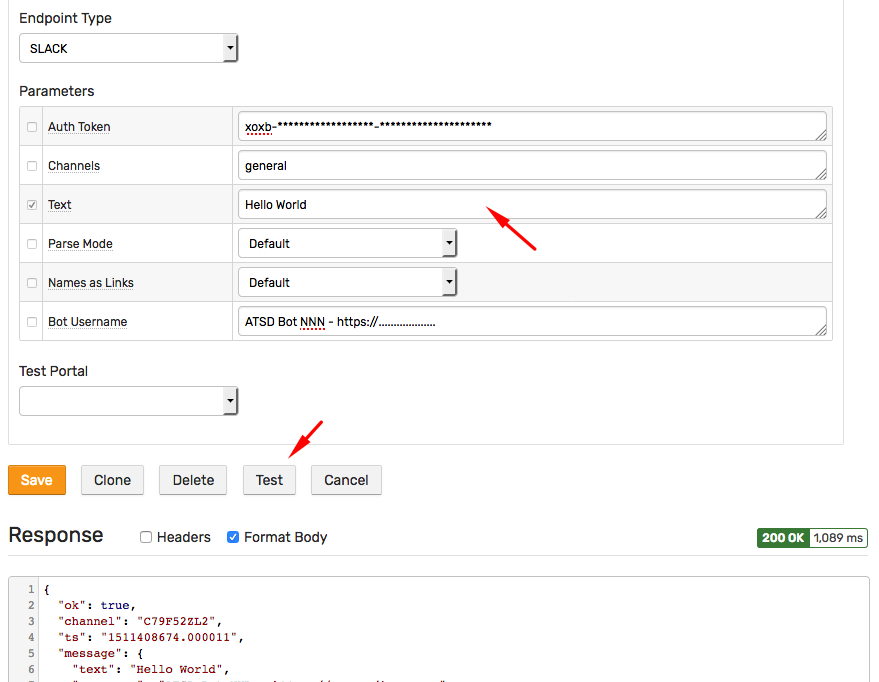 Endpoint Type
SLACK
Parameters
Auth Token xoxb-******************-*********************
Channels general
Text Hello World
Parse Mode Default
Names as Links Default
Bot Username ATSD Bot NNN - https://...................
Test Portal
Save Clone Delete Test Cancel
Response Headers Format Body 200 OK 1,089 ms
1 {
2 "ok": true,
3 "channel": "C79F52ZL2",
4 "ts": "1511408674.000011",
5 "message": {
6 "text": "Hello World",